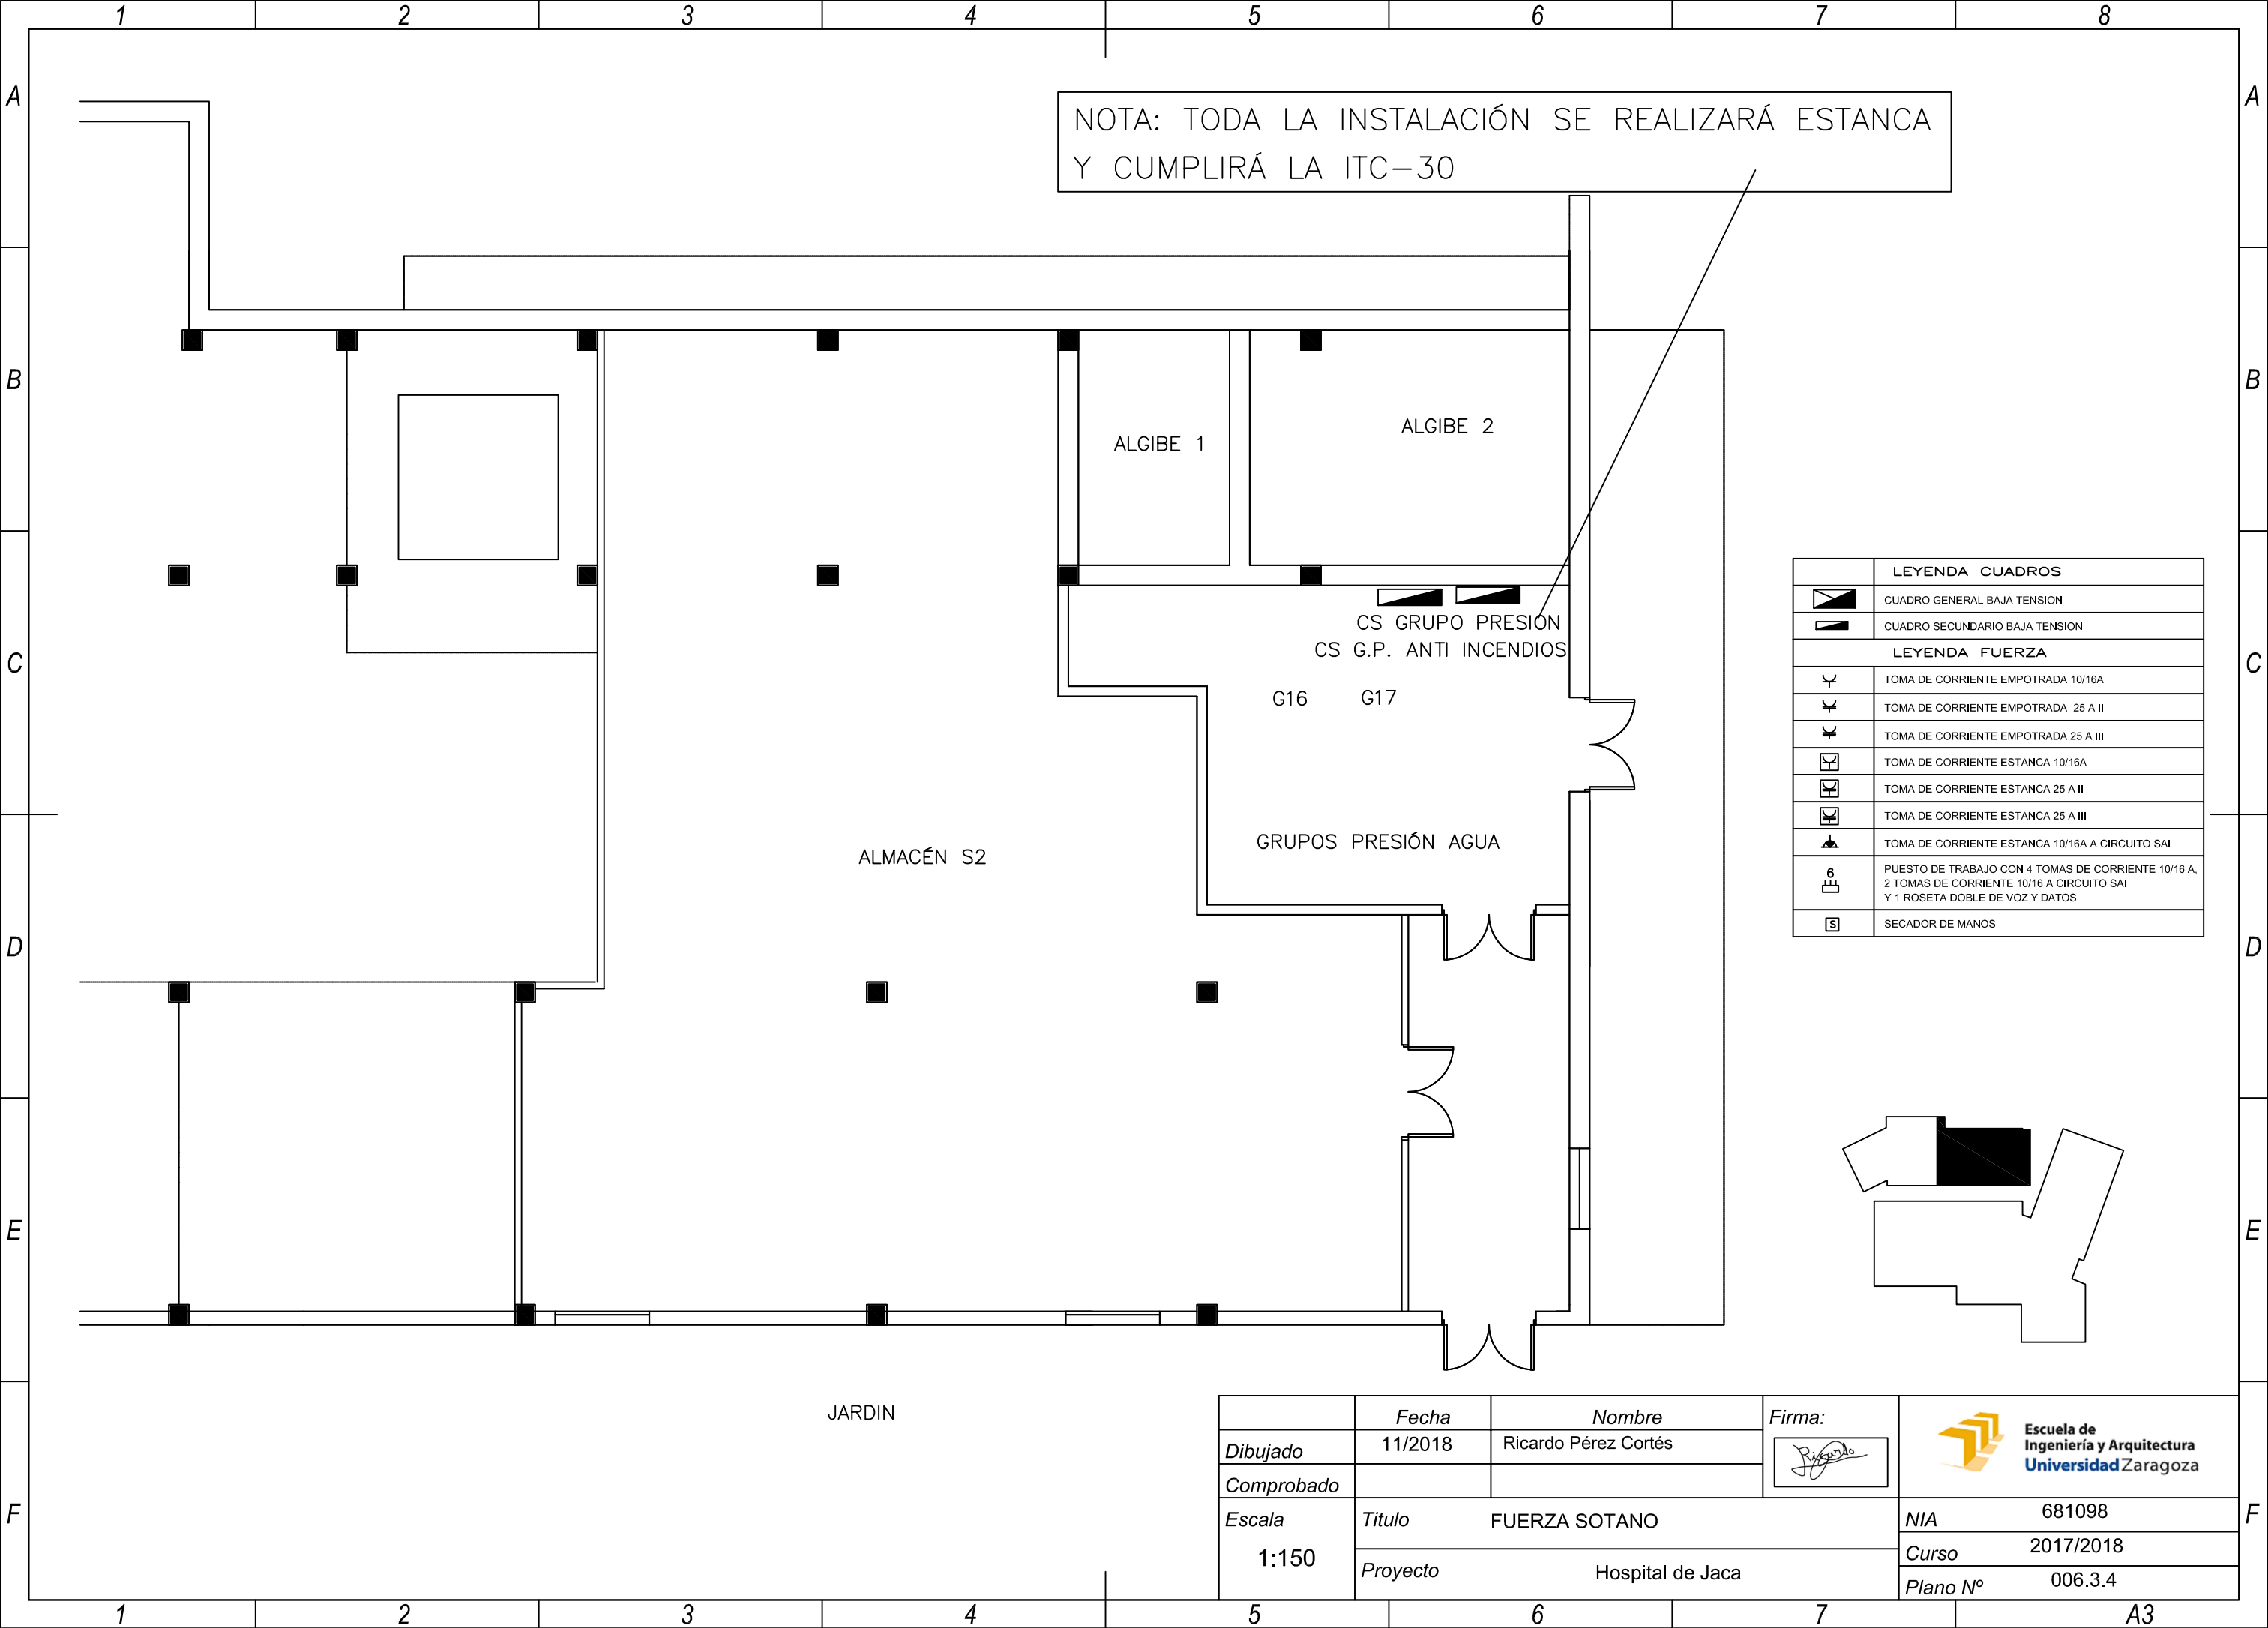 1 2 3 4 5 6 7 8
A A
NOTA: TODA LA INSTALACIÓN SE REALIZARÁ ESTANCA
Y CUMPLIRÁ LA ITC-30
B B
ALGIBE 1
ALGIBE 2
CS GRUPO PRESIÓN
CS G.P. ANTI INCENDIOS
C C
G16 G17
GRUPOS PRESIÓN AGUA
ALMACÉN S2
LEYENDA CUADROS
CUADRO GENERAL BAJA TENSION
CUADRO SECUNDARIO BAJA TENSION
LEYENDA FUERZA
TOMA DE CORRIENTE EMPOTRADA 10/16A
TOMA DE CORRIENTE EMPOTRADA 25 A II
TOMA DE CORRIENTE EMPOTRADA 25 A III
TOMA DE CORRIENTE ESTANCA 10/16A
TOMA DE CORRIENTE ESTANCA 25 A II
TOMA DE CORRIENTE ESTANCA 25 A III
TOMA DE CORRIENTE ESTANCA 10/16A A CIRCUITO SAI
6
PUESTO DE TRABAJO CON 4 TOMAS DE CORRIENTE 10/16 A,
2 TOMAS DE CORRIENTE 10/16 A CIRCUITO SAI
Y 1 ROSETA DOBLE DE VOZ Y DATOS
S SECADOR DE MANOS
D D
E E
JARDIN
Fecha Nombre Firma:
Dibujado 11/2018 Ricardo Pérez Cortés
Ricardo
Comprobado
Escuela de
Ingeniería y Arquitectura
Universidad Zaragoza
Escala
1:150
Titulo FUERZA SOTANO
Proyecto Hospital de Jaca
NIA 681098
Curso 2017/2018
Plano Nº 006.3.4
F F
1 2 3 4 5 6 7 A3